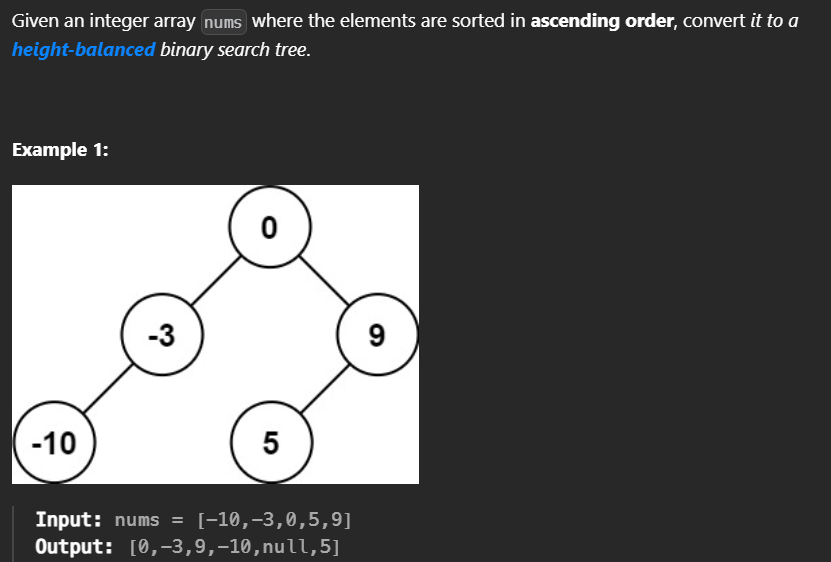 Given an integer array nums where the elements are sorted in ascending order, convert it to a
height-balanced binary search tree.
Example 1:
0
-3
9
-10
5
Input: nums = [-10,-3,0,5,9]
Output: [0,-3,9,-10,null,5]